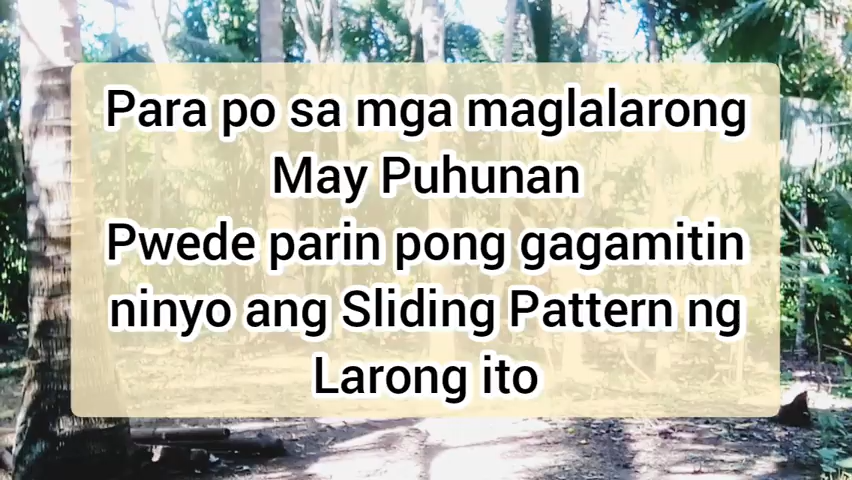 Para po sa mga maglalarong
May Puhunan
Pwede parin pong gagamitin
ninyo ang Sliding Pattern ng
Larong ito